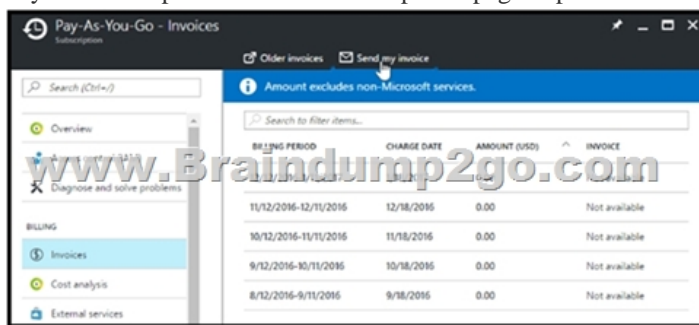 Pay-As-You-Go - Invoices
Subscription
Older invoices
Send my invoice
Search (Ctrl+/)
Amount excludes non-Microsoft services.
Overview
Search to filter items...
BILLING PERIOD CHARGE DATE AMOUNT (USD) INVOICE
www.Braindump2go.com
Diagnose and solve problems
11/12/2016-12/11/2016 12/18/2016 0.00 Not available
BILLING
10/12/2016-11/11/2016 11/18/2016 0.00 Not available
Invoices
9/12/2016-10/11/2016 10/18/2016 0.00 Not available
Cost analysis
8/12/2016-9/11/2016 9/18/2016 0.00 Not available
External services